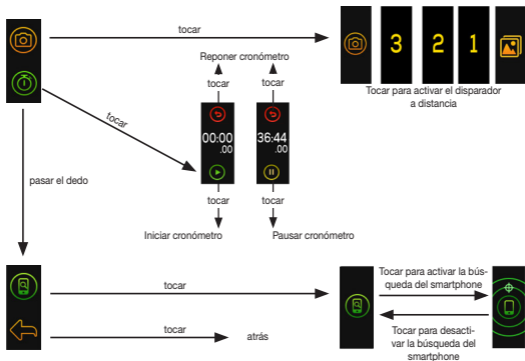 tocar
3 2 1
Tocar para activar el disparador
a distancia
Reponer cronómetro
tocar
tocar
tocar
00:00
.00
36:44
.00
tocar
tocar
Iniciar cronómetro
Pausar cronómetro
pasar el dedo
tocar
tocar
atrás
Tocar para activar la bús-
queda del smartphone
Tocar para desacti-
var la búsqueda del
smartphone